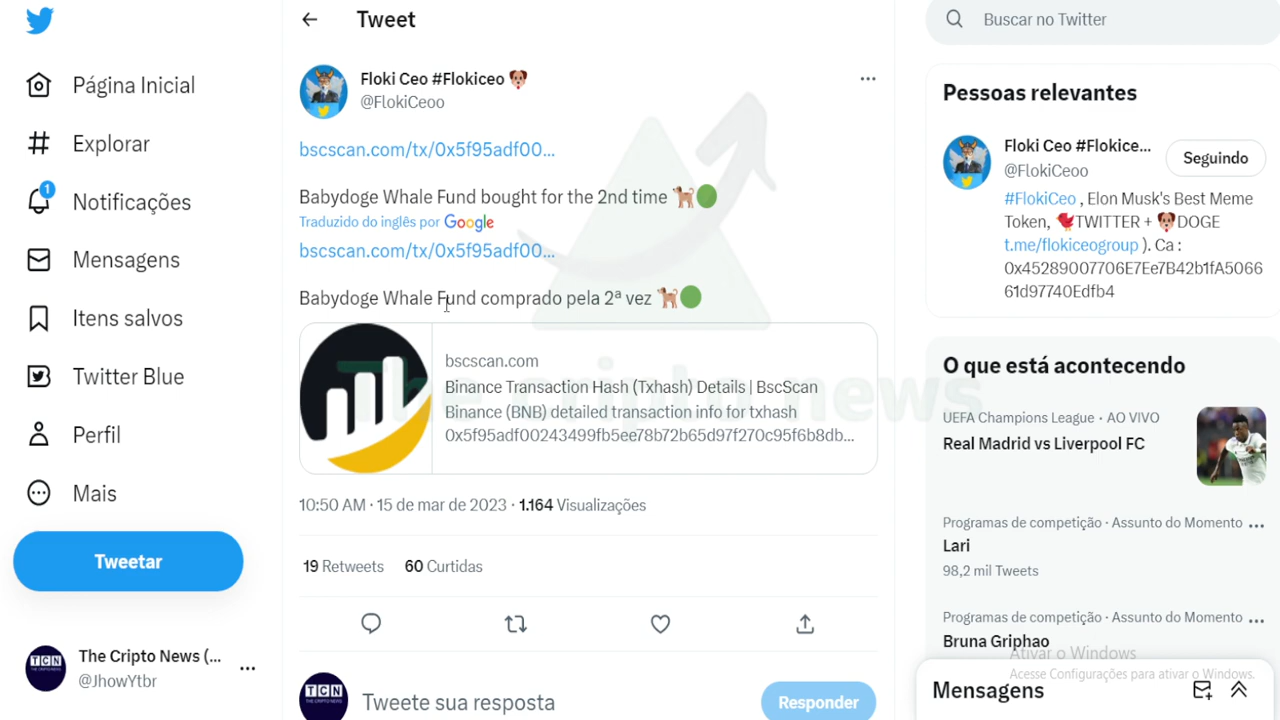 Página Inicial
Explorar
1
Notificações
Mensagens
Itens salvos
Twitter Blue
Perfil
Mais
Tweetar
TCN
The Cripto News (...
@JhowYtbr
Tweet
Floki Ceo #Flokiceo
@FlokiCeoo
bscscan.com/tx/0x5f95adf00...
Babydoge Whale Fund bought for the 2nd time
Traduzido do inglês por Google
bscscan.com/tx/0x5f95adf00...
Babydoge Whale Fund comprado pela 2ª vez
bscscan.com
Binance Transaction Hash (Txhash) Details | BscScan
Binance (BNB) detailed transaction info for txhash
0x5f95adf00243499fb5ee78b72b65d97f270c95f6b8db...
The Cripto news
10:50 AM · 15 de mar de 2023 · 1.164 Visualizações
19 Retweets 60 Curtidas
TCN
Tweete sua resposta
Responder
Buscar no Twitter
Pessoas relevantes
Floki Ceo #Flokice...
@FlokiCeoo
Seguindo
#FlokiCeo , Elon Musk's Best Meme
Token, TWITTER + DOGE
t.me/flokiceogroup ). Ca :
0x45289007706E7Ee7B42b1fA5066
61d97740Edfb4
O que está acontecendo
UEFA Champions League · AO VIVO
Real Madrid vs Liverpool FC
Programas de competição · Assunto do Momento
Lari
98,2 mil Tweets
Programas de competição · Assunto do Momento
Bruna Griphao
Ativar o Windows
Acesse Configurações para ativar o Windows.
Mensagens